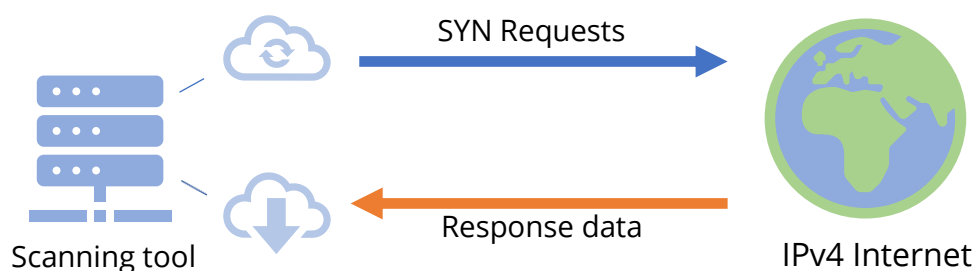 SYN Requests
Response data
Scanning tool
IPv4 Internet